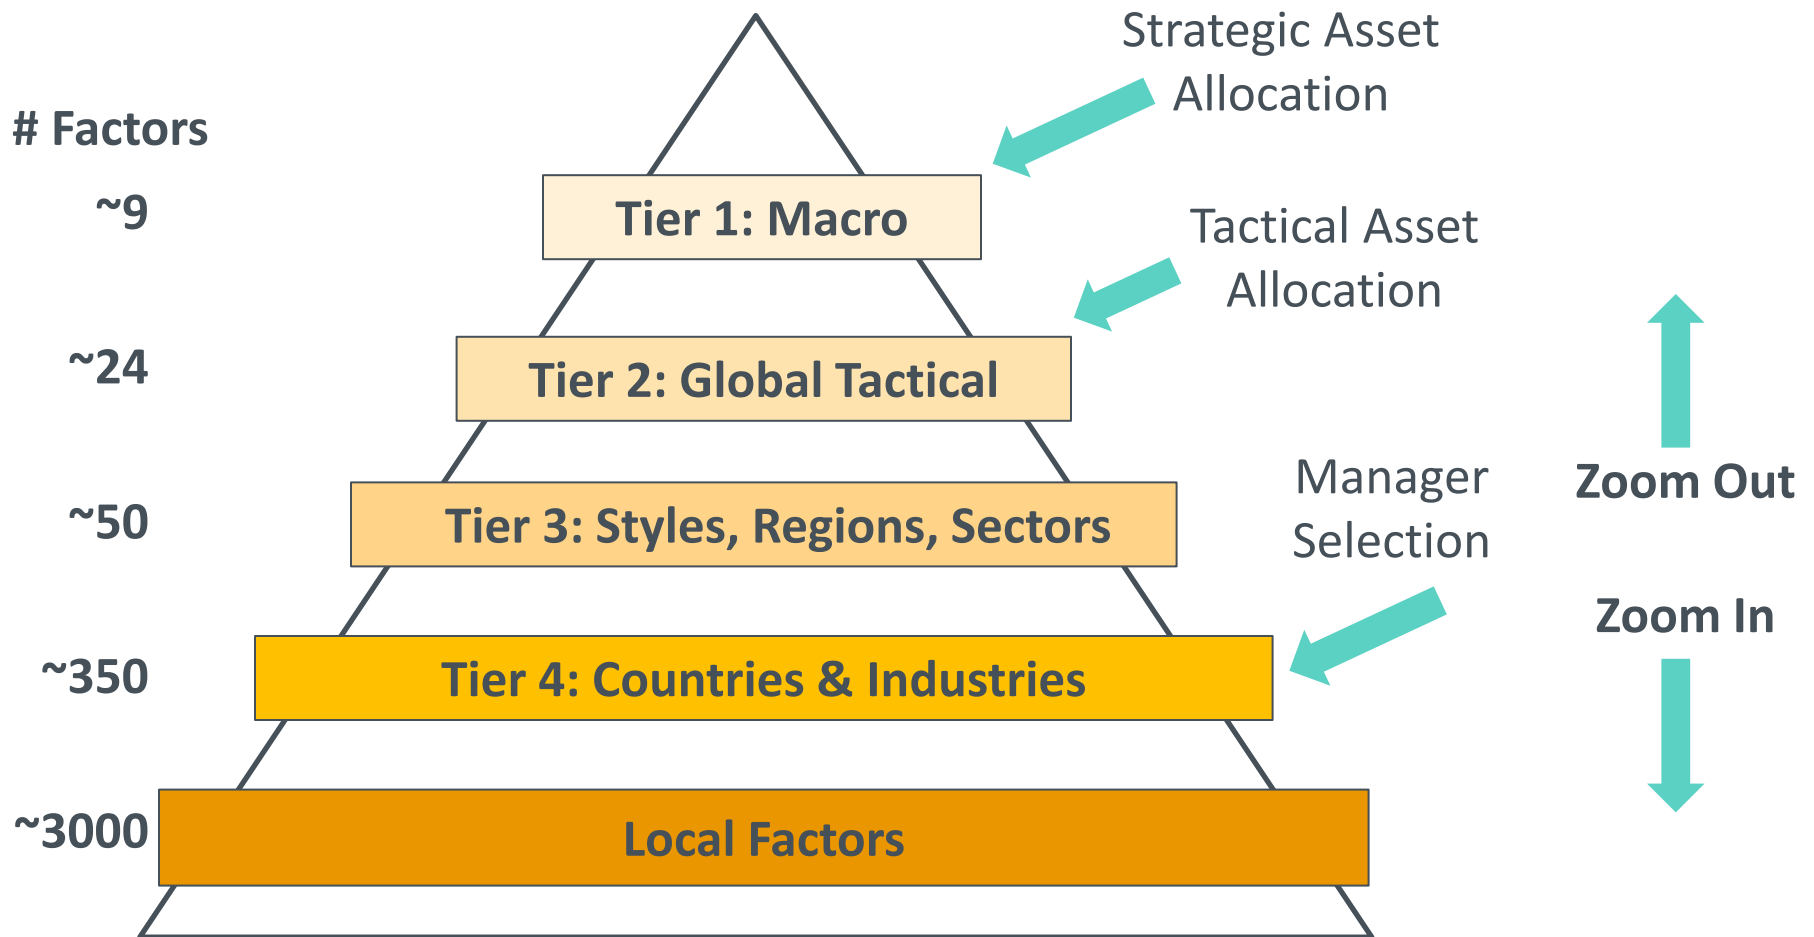 Strategic Asset
Allocation
# Factors
~9
Tier 1: Macro
Tactical Asset
Allocation
~24
Tier 2: Global Tactical
Manager
Selection
Zoom Out
~50
Tier 3: Styles, Regions, Sectors
Zoom In
~350
Tier 4: Countries & Industries
~3000
Local Factors